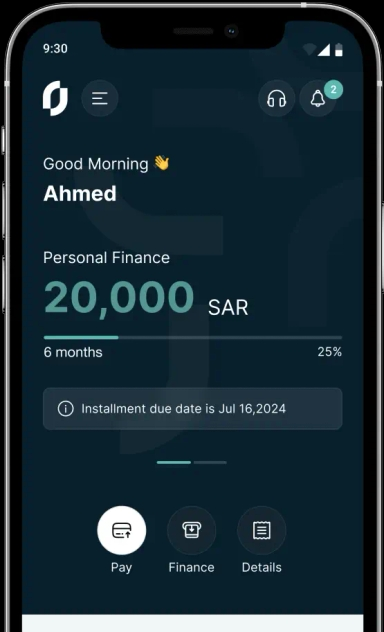 9:30
2
Good Morning 👋
Ahmed
Personal Finance
20,000 SAR
6 months 25%
Installment due date is Jul 16,2024
Pay Finance Details